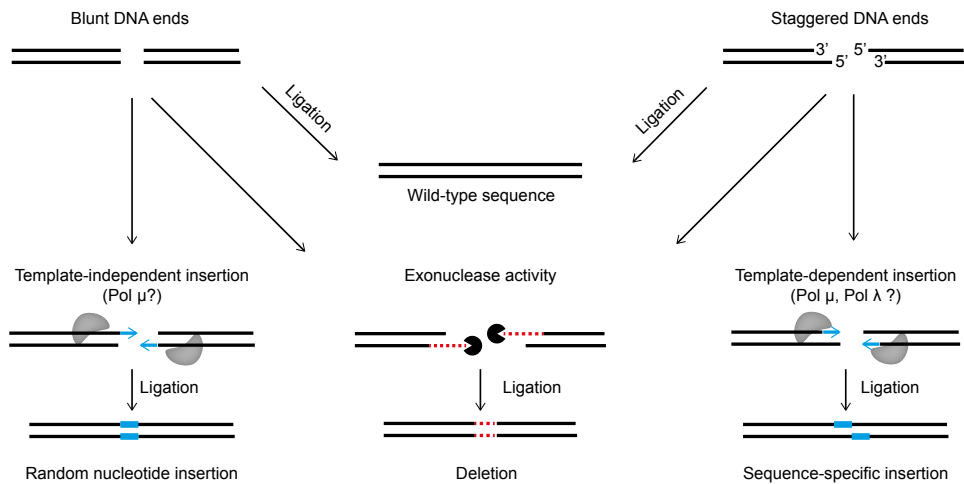 Blunt DNA ends
Staggered DNA ends
3’ 5’
5’ 3’
Ligation
Ligation
Wild-type sequence
Template-independent insertion
(Pol μ?)
Exonuclease activity
Template-dependent insertion
(Pol μ, Pol λ ?)
Ligation
Ligation
Ligation
Random nucleotide insertion
Deletion
Sequence-specific insertion